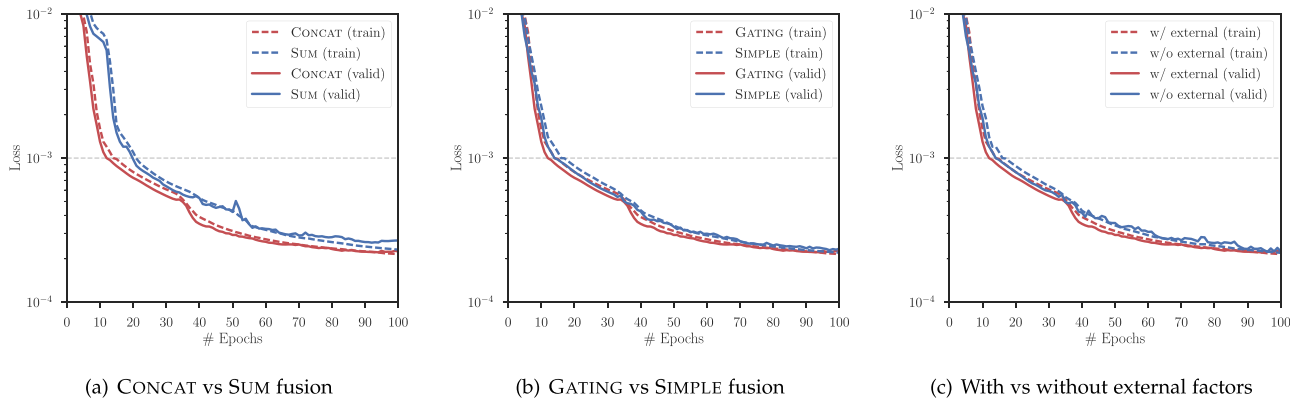 10⁻²
10⁻³
10⁻⁴
Loss
0 10 20 30 40 50 60 70 80 90 100
# Epochs
CONCAT (train)
SUM (train)
CONCAT (valid)
SUM (valid)
(a) CONCAT vs SUM fusion
10⁻²
10⁻³
10⁻⁴
Loss
0 10 20 30 40 50 60 70 80 90 100
# Epochs
GATING (train)
SIMPLE (train)
GATING (valid)
SIMPLE (valid)
(b) GATING vs SIMPLE fusion
10⁻²
10⁻³
10⁻⁴
Loss
0 10 20 30 40 50 60 70 80 90 100
# Epochs
w/ external (train)
w/o external (train)
w/ external (valid)
w/o external (valid)
(c) With vs without external factors